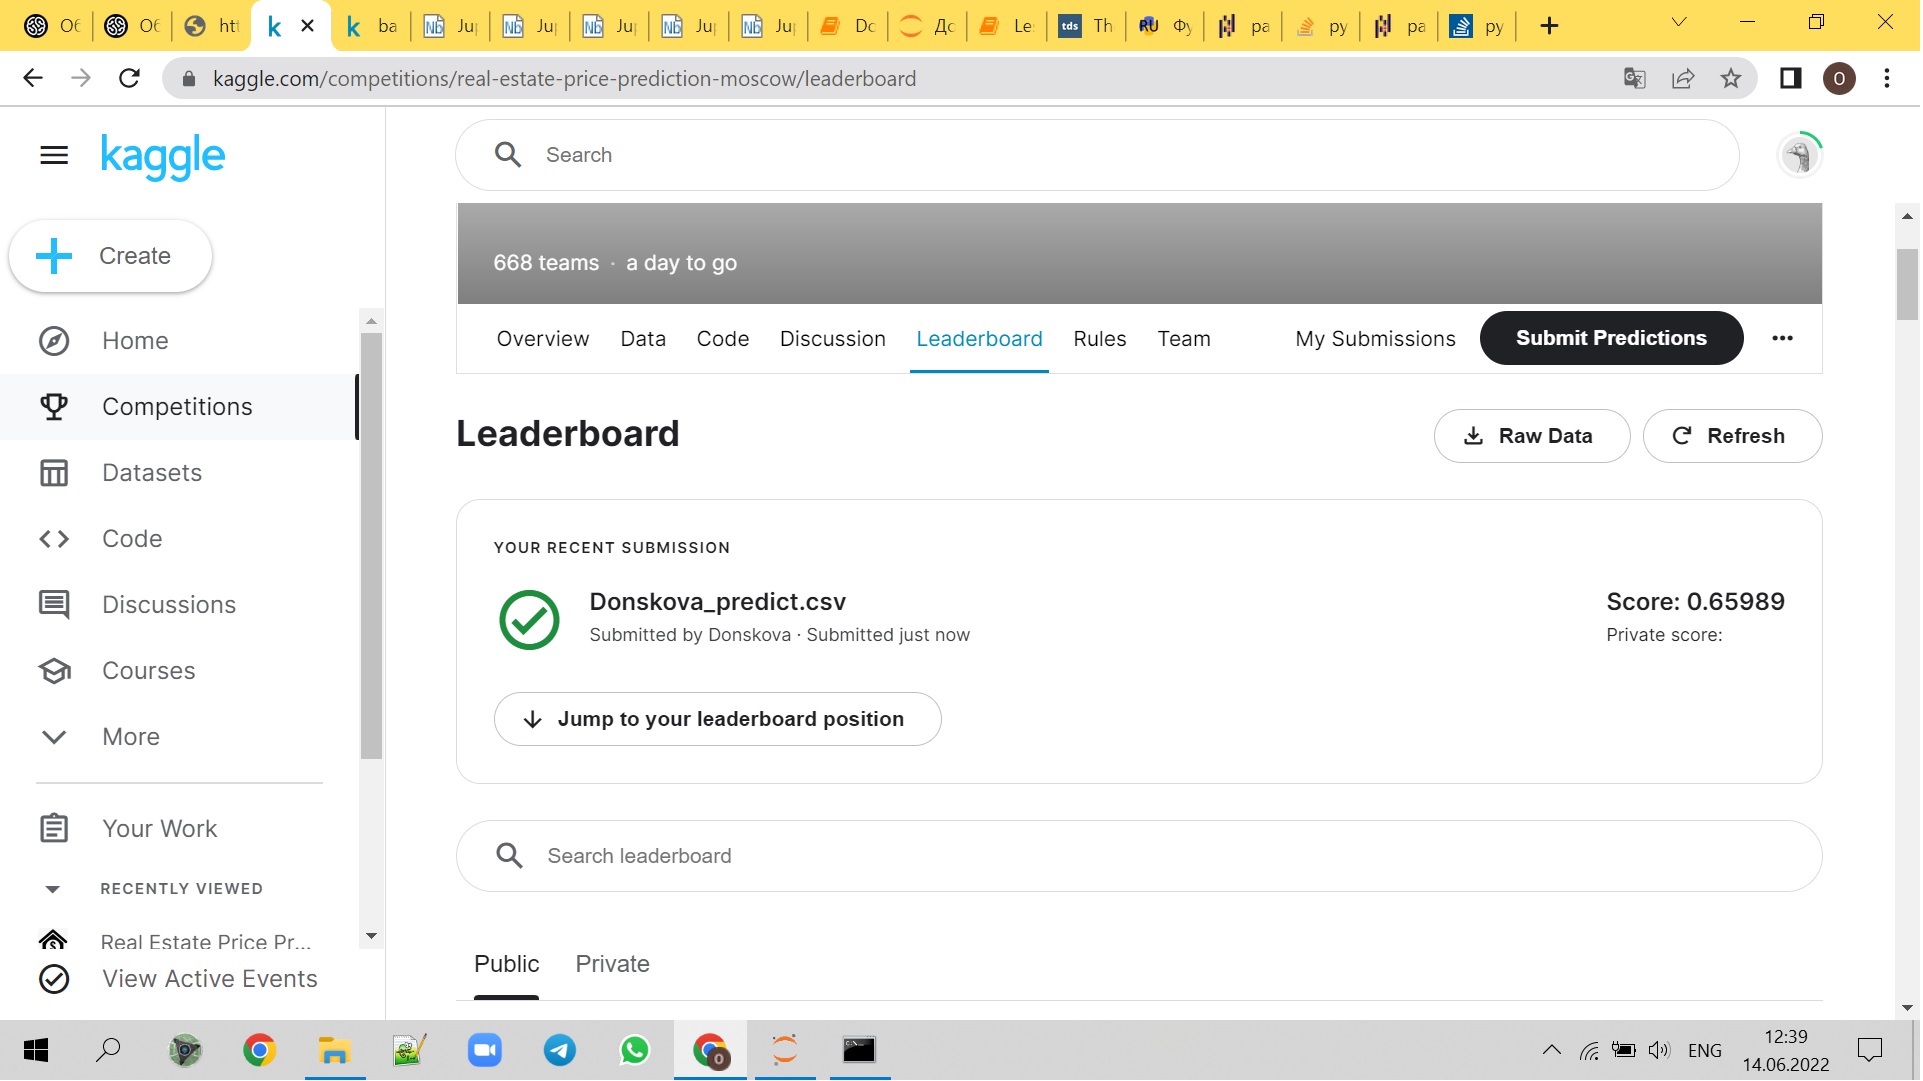 Об
Об
htt
ba
Ju
Ju
Ju
Ju
Ju
Do
До
Le
tds Th
RU Фу
pa
py
pa
py
kaggle.com/competitions/real-estate-price-prediction-moscow/leaderboard
O
kaggle
Search
Create
668 teams · a day to go
Home
Overview Data Code Discussion Leaderboard Rules Team My Submissions Submit Predictions
Competitions
Leaderboard
Raw Data
Refresh
Datasets
Code
YOUR RECENT SUBMISSION
Donskova_predict.csv
Score: 0.65989
Discussions
Submitted by Donskova · Submitted just now
Private score:
Courses
Jump to your leaderboard position
More
Your Work
Search leaderboard
RECENTLY VIEWED
Real Estate Price Pr...
Public Private
View Active Events
12:39
ENG
14.06.2022